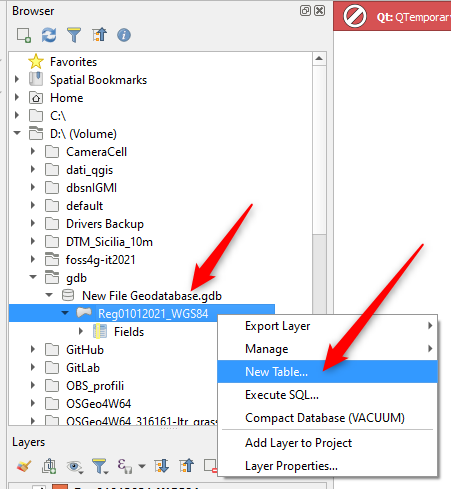 Browser
Qt: QTemporar
Favorites
Spatial Bookmarks
Home
C:\
D:\ (Volume)
CameraCell
dati_qgis
dbsnIGMI
default
Drivers Backup
DTM_Sicilia_10m
foss4g-it2021
gdb
New File Geodatabase.gdb
Reg01012021_WGS84
Fields
GitHub
GitLab
OBS_profili
OSGeo4W64
OSGeo4W64_316161-ltr_grass
Export Layer
Manage
New Table...
Execute SQL...
Compact Database (VACUUM)
Add Layer to Project
Layer Properties...
Layers